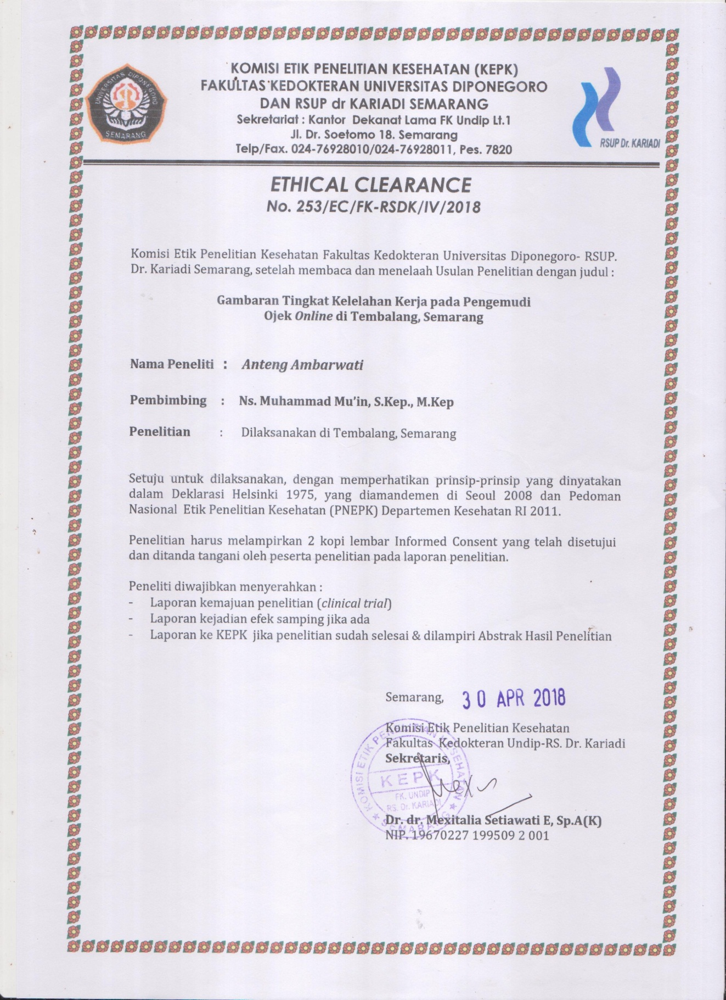 KOMISI ETIK PENELITIAN KESEHATAN (KEPK)
FAKULTAS KEDOKTERAN UNIVERSITAS DIPONEGORO
DAN RSUP dr KARIADI SEMARANG
Sekretariat : Kantor Dekanat Lama FK Undip Lt.1
Jl. Dr. Soetomo 18. Semarang
Telp/Fax. 024-76928010/024-76928011, Pes. 7820
UNIVERSITAS DIPONEGORO
SEMARANG
RSUP Dr. KARIADI
ETHICAL CLEARANCE
No. 253/EC/FK-RSDK/IV/2018
Komisi Etik Penelitian Kesehatan Fakultas Kedokteran Universitas Diponegoro- RSUP.
Dr. Kariadi Semarang, setelah membaca dan menelaah Usulan Penelitian dengan judul :
Gambaran Tingkat Kelelahan Kerja pada Pengemudi
Ojek Online di Tembalang, Semarang
Nama Peneliti : Anteng Ambarwati
Pembimbing : Ns. Muhammad Mu'in, S.Kep., M.Kep
Penelitian : Dilaksanakan di Tembalang, Semarang
Setuju untuk dilaksanakan, dengan memperhatikan prinsip-prinsip yang dinyatakan
dalam Deklarasi Helsinki 1975, yang diamandemen di Seoul 2008 dan Pedoman
Nasional Etik Penelitian Kesehatan (PNEPK) Departemen Kesehatan RI 2011.
Penelitian harus melampirkan 2 kopi lembar Informed Consent yang telah disetujui
dan ditanda tangani oleh peserta penelitian pada laporan penelitian.
Peneliti diwajibkan menyerahkan :
- Laporan kemajuan penelitian (clinical trial)
- Laporan kejadian efek samping jika ada
- Laporan ke KEPK jika penelitian sudah selesai & dilampiri Abstrak Hasil Penelitian
Semarang, 30 APR 2018
Komisi Etik Penelitian Kesehatan
Fakultas Kedokteran Undip-RS. Dr. Kariadi
Sekretaris,
KOMISI ETIK PENELITIAN KESEHATAN
KEPK
FK. UNDIP
RS. Dr. KARIADI
SEMARANG
Dr. dr. Mexitalia Setiawati E, Sp.A(K)
NIP. 19670227 199509 2 001